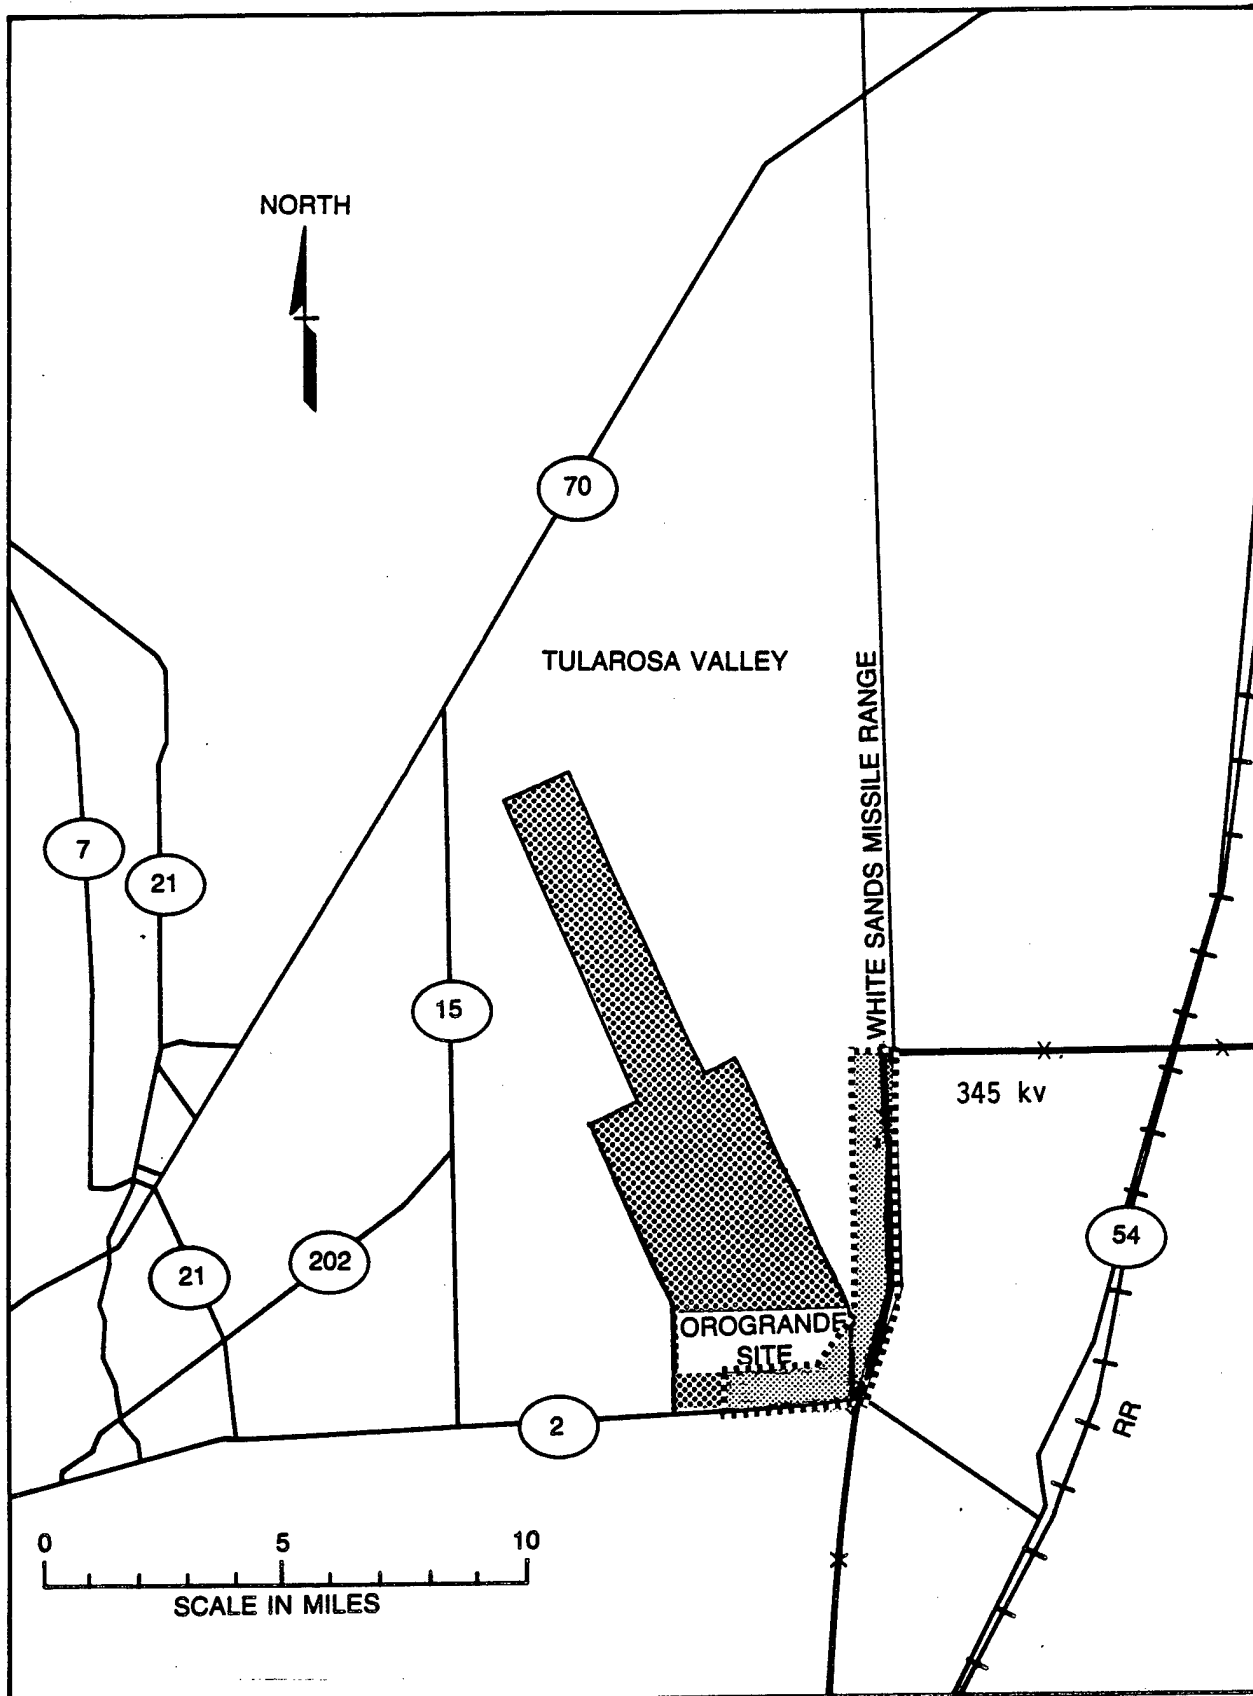 NORTH
70
TULAROSA VALLEY
WHITE SANDS MISSILE RANGE
7
21
15
345 kv
54
21
202
OROGRANDE
SITE
2
RR
0 5 10
SCALE IN MILES